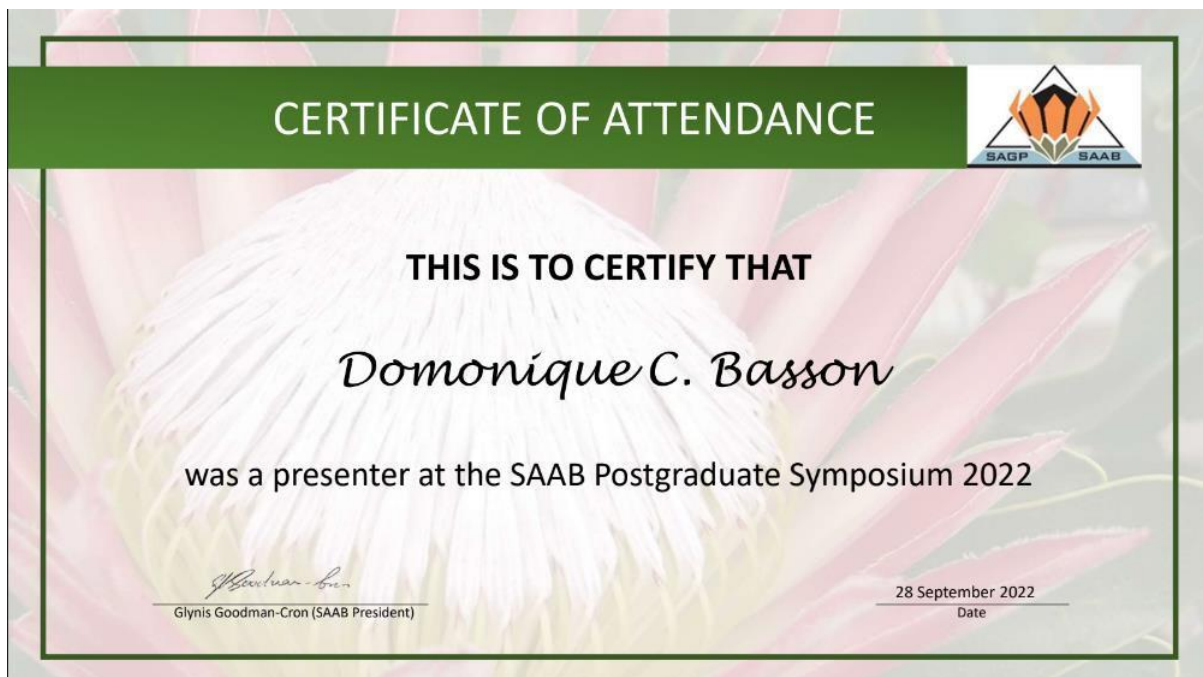 CERTIFICATE OF ATTENDANCE
SAGP SAAB
THIS IS TO CERTIFY THAT
Domonique C. Basson
was a presenter at the SAAB Postgraduate Symposium 2022
28 September 2022
Glynis Goodman-Cron (SAAB President)
Date